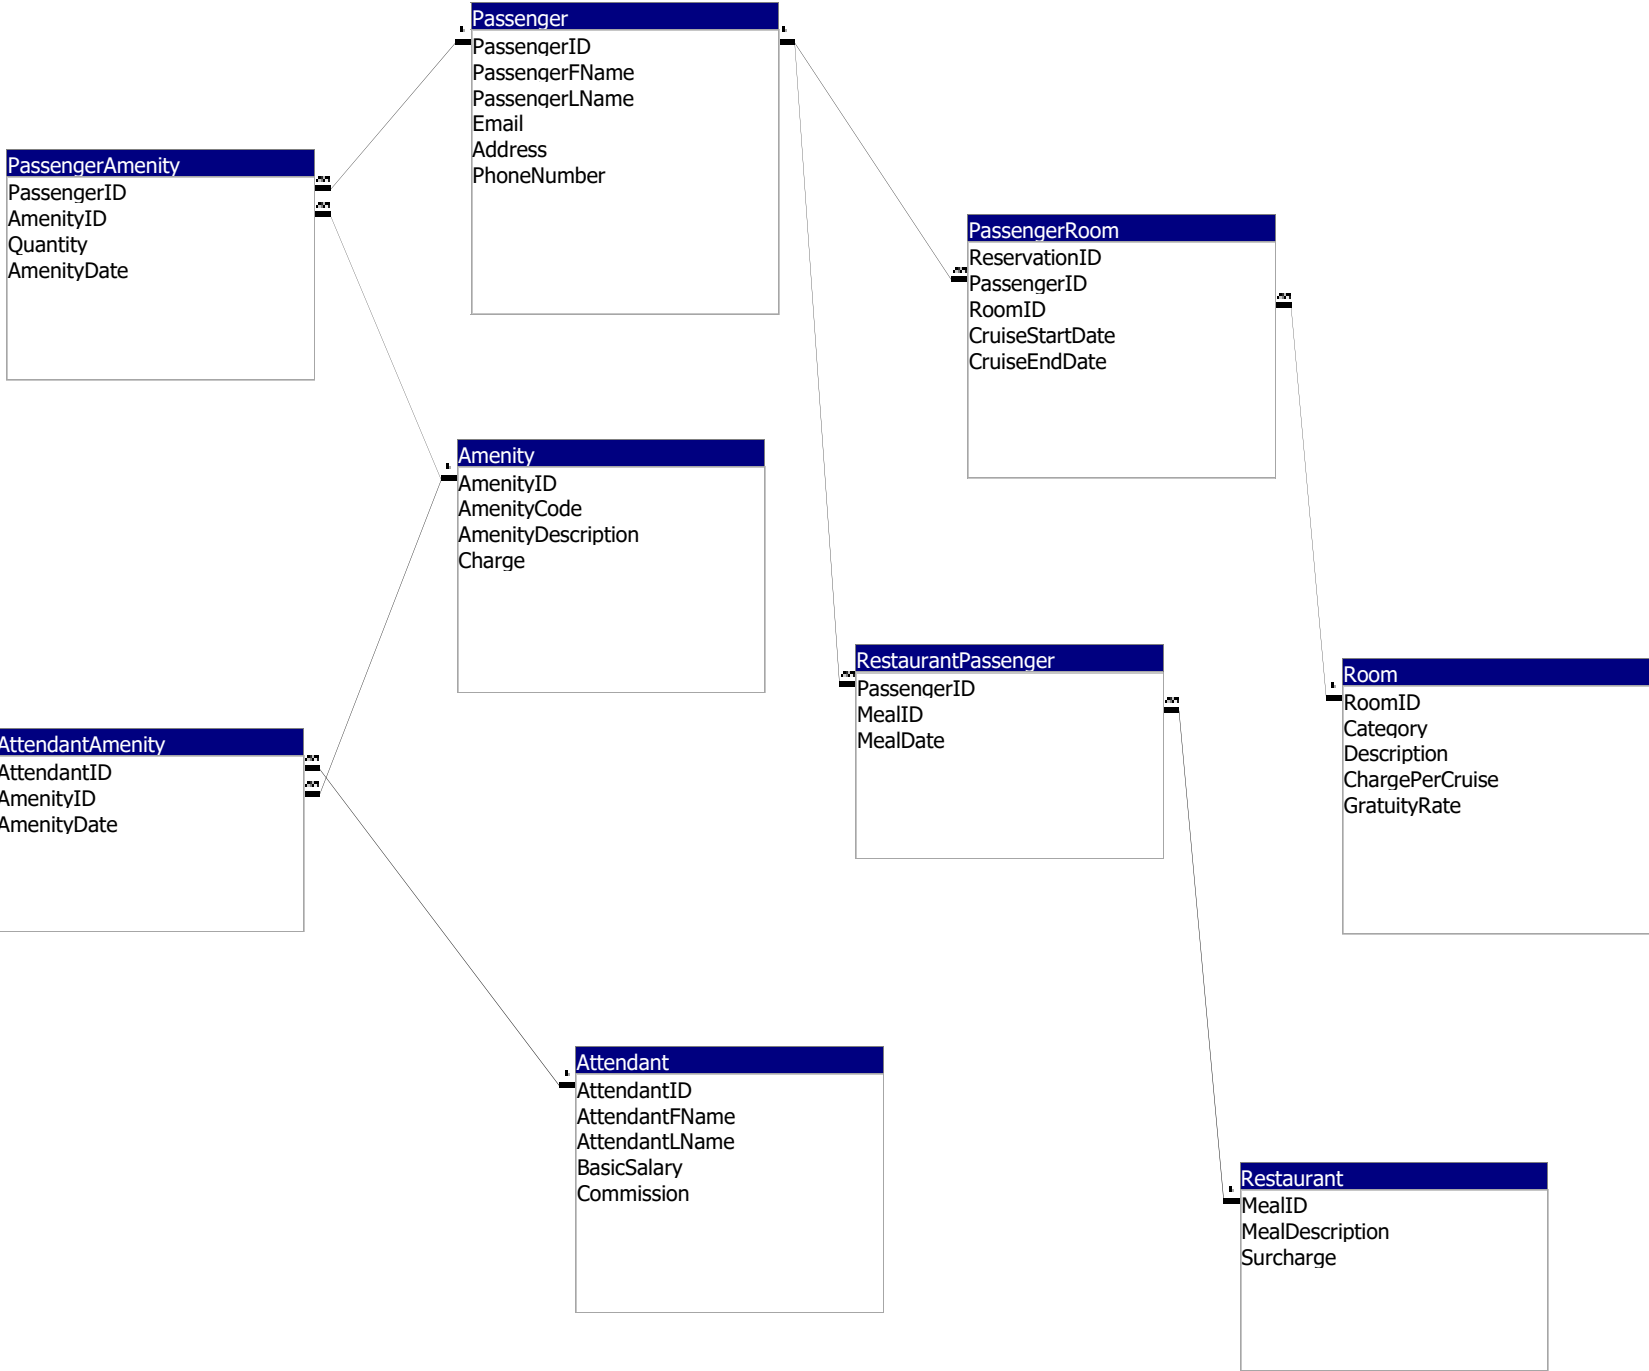 Passenger
PassengerID
PassengerFName
PassengerLName
Email
Address
PhoneNumber
PassengerAmenity
PassengerID
AmenityID
Quantity
AmenityDate
PassengerRoom
ReservationID
PassengerID
RoomID
CruiseStartDate
CruiseEndDate
Amenity
AmenityID
AmenityCode
AmenityDescription
Charge
RestaurantPassenger
PassengerID
MealID
MealDate
Room
RoomID
Category
Description
ChargePerCruise
GratuityRate
AttendantAmenity
AttendantID
AmenityID
AmenityDate
Attendant
AttendantID
AttendantFName
AttendantLName
BasicSalary
Commission
Restaurant
MealID
MealDescription
Surcharge